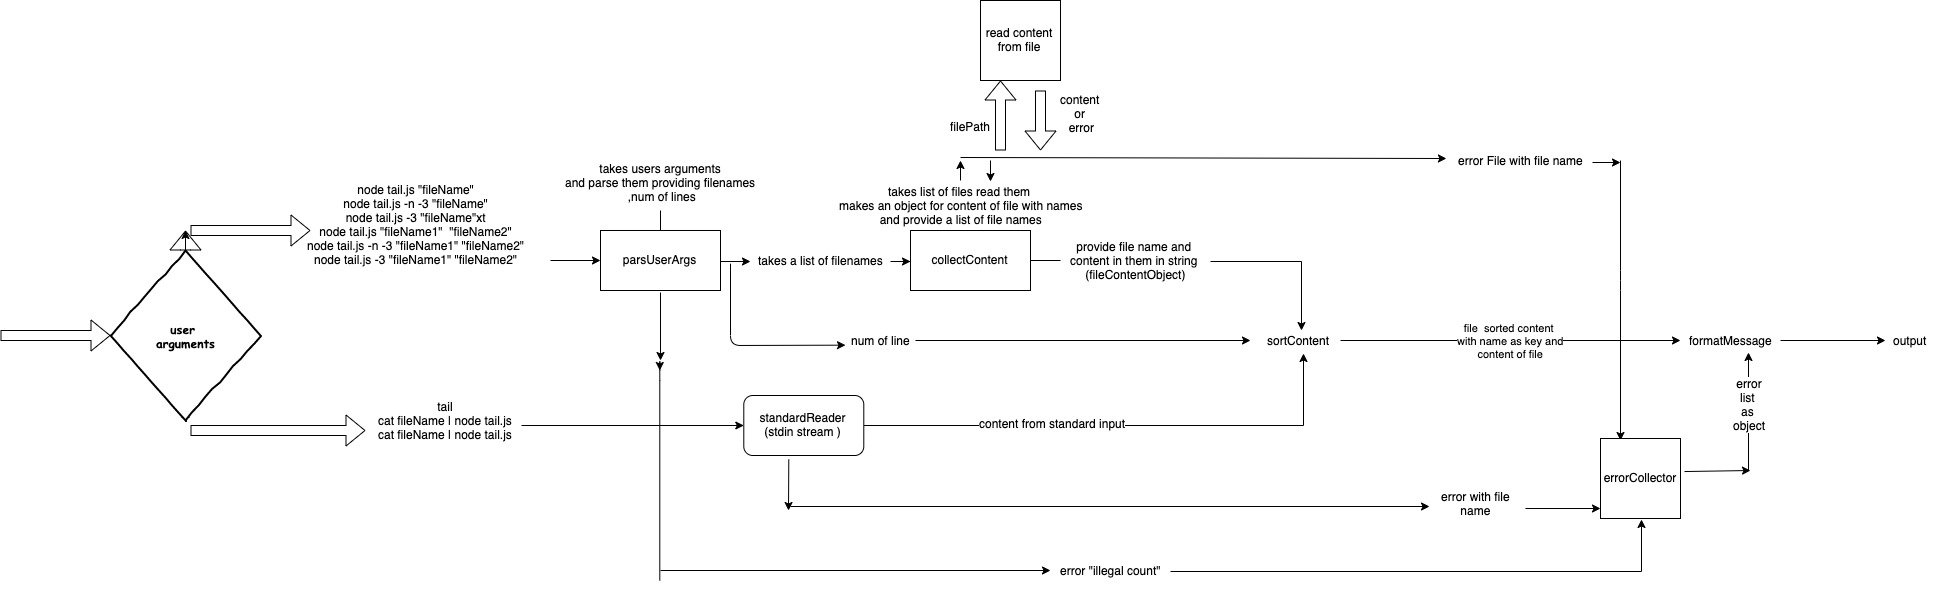 read content
from file
filePath
content
or
error
error File with file name
takes users arguments
and parse them providing filenames
,num of lines
node tail.js "fileName"
node tail.js -n -3 "fileName"
node tail.js -3 "fileName"xt
node tail.js "fileName1"  "fileName2"
node tail.js -n -3 "fileName1" "fileName2"
node tail.js -3 "fileName1" "fileName2"
takes list of files read them
makes an object for content of file with names
and provide a list of file names
parsUserArgs
takes a list of filenames
collectContent
provide file name and
content in them in string
(fileContentObject)
user
arguments
num of line
sortContent
file  sorted content
with name as key and
content of file
formatMessage
output
error
list
as
object
tail
cat fileName | node tail.js
cat fileName | node tail.js
standardReader
(stdin stream )
content from standard input
errorCollector
error with file
name
error "illegal count"